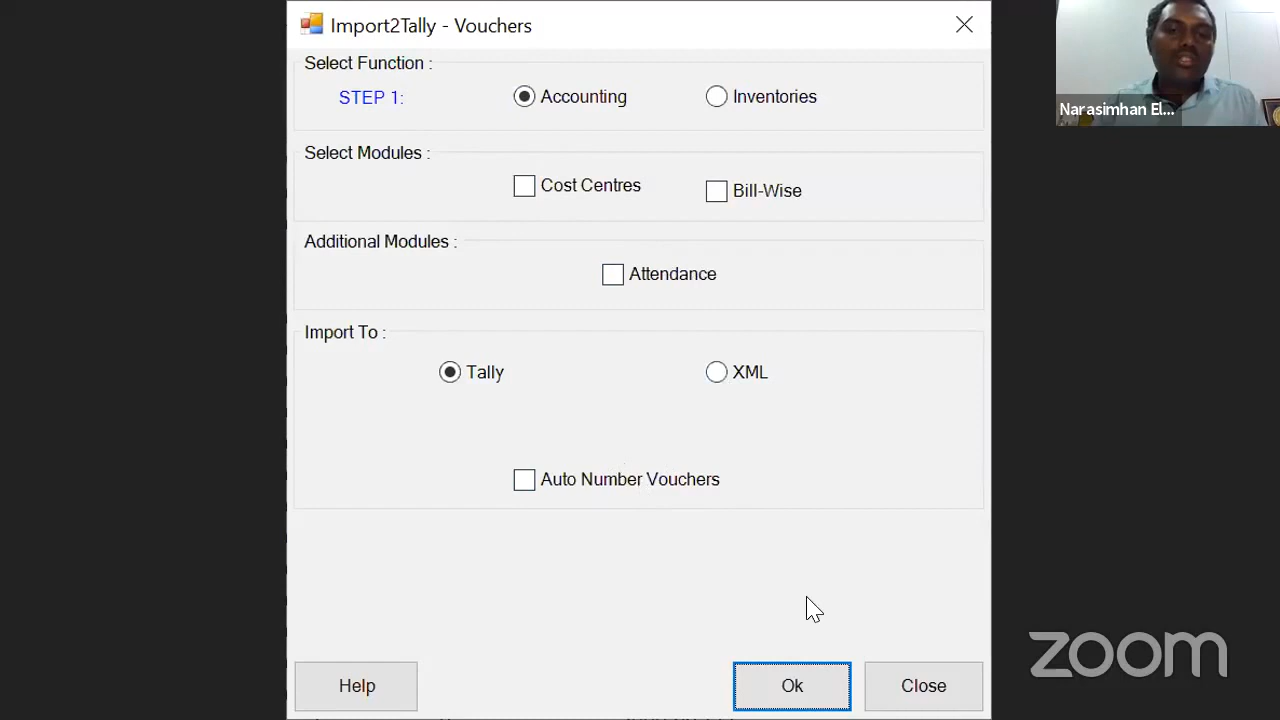 Import2Tally - Vouchers
Select Function :
STEP 1:
Accounting
Inventories
Select Modules :
Cost Centres
Bill-Wise
Additional Modules :
Attendance
Import To :
Tally
XML
Auto Number Vouchers
Help
Ok
Close
Narasimhan El...
zoom